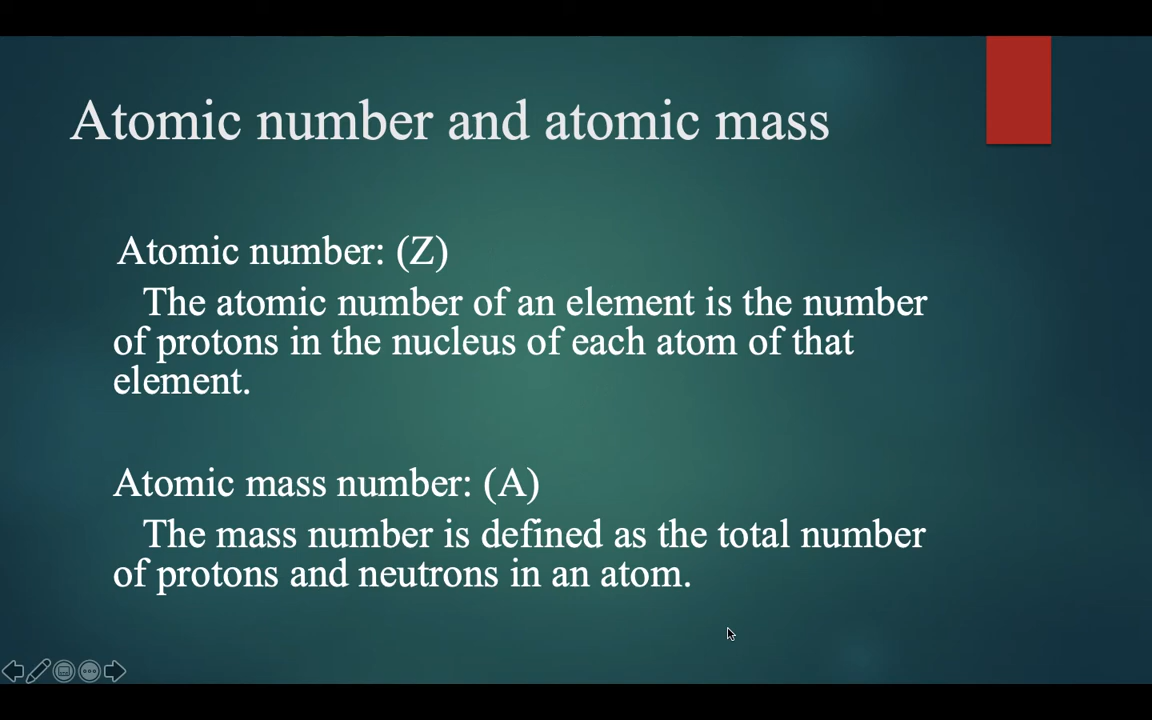 Atomic number and atomic mass
Atomic number: (Z)
The atomic number of an element is the number
of protons in the nucleus of each atom of that
element.
Atomic mass number: (A)
The mass number is defined as the total number
of protons and neutrons in an atom.